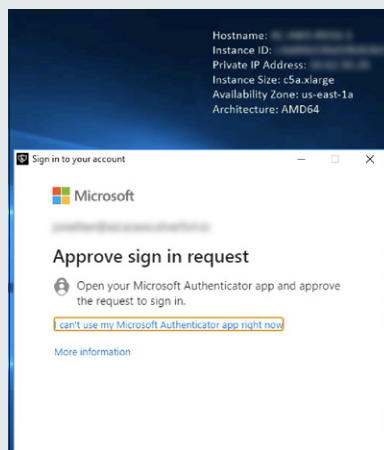 Hostname:
Instance ID:
Private IP Address:
Instance Size: c5a.xlarge
Availability Zone: us-east-1a
Architecture: AMD64
Sign in to your account
Microsoft
Approve sign in request
Open your Microsoft Authenticator app and approve
the request to sign in.
I can't use my Microsoft Authenticator app right now
More information